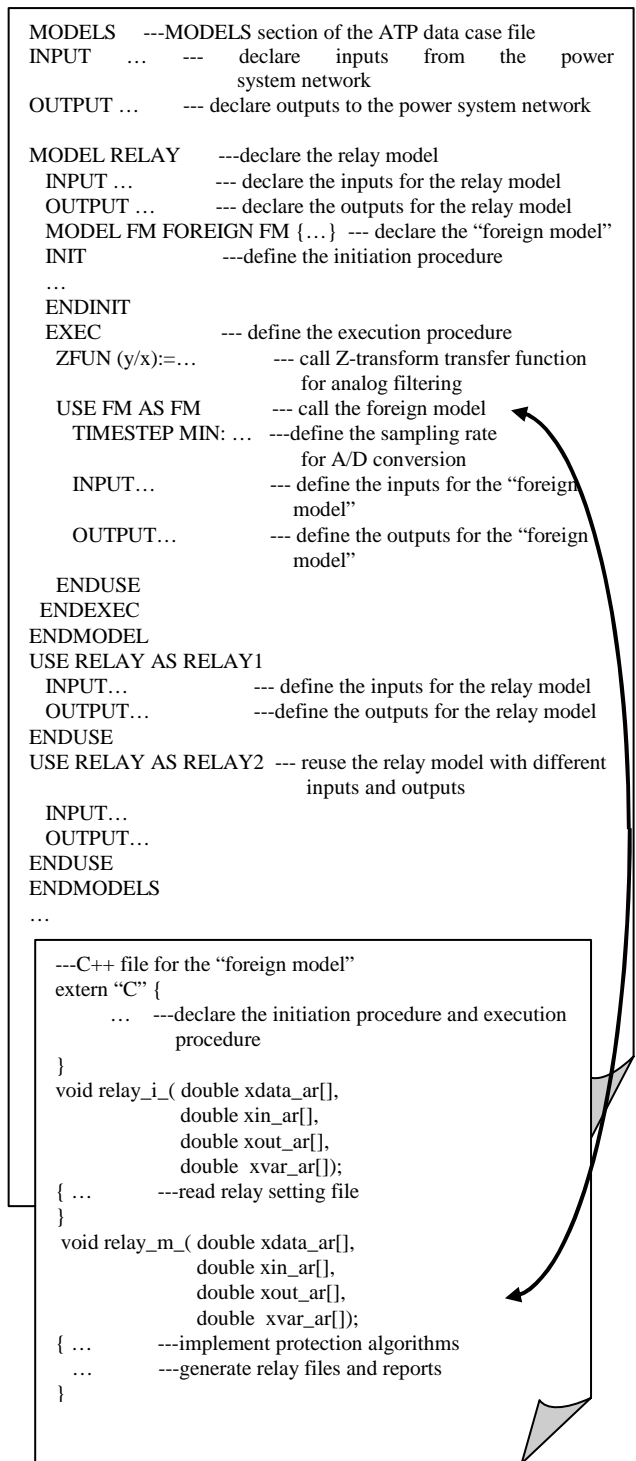 MODELS ---MODELS section of the ATP data case file
INPUT … --- declare inputs from the power
system network
OUTPUT … --- declare outputs to the power system network
MODEL RELAY ---declare the relay model
INPUT … --- declare the inputs for the relay model
OUTPUT … --- declare the outputs for the relay model
MODEL FM FOREIGN FM {…} --- declare the “foreign model”
INIT ---define the initiation procedure
…
ENDINIT
EXEC --- define the execution procedure
ZFUN (y/x):=… --- call Z-transform transfer function
for analog filtering
USE FM AS FM --- call the foreign model
TIMESTEP MIN: … ---define the sampling rate
for A/D conversion
INPUT… --- define the inputs for the “foreign
model”
OUTPUT… --- define the outputs for the “foreign
model”
ENDUSE
ENDEXEC
ENDMODEL
USE RELAY AS RELAY1
INPUT… --- define the inputs for the relay model
OUTPUT… ---define the outputs for the relay model
ENDUSE
USE RELAY AS RELAY2 --- reuse the relay model with different
inputs and outputs
INPUT…
OUTPUT…
ENDUSE
ENDMODELS
…
---C++ file for the “foreign model”
extern “C” {
… ---declare the initiation procedure and execution
procedure
}
void relay_i_( double xdata_ar[],
double xin_ar[],
double xout_ar[],
double xvar_ar[]);
{ … ---read relay setting file
}
void relay_m_( double xdata_ar[],
double xin_ar[],
double xout_ar[],
double xvar_ar[]);
{ … ---implement protection algorithms
… ---generate relay files and reports
}